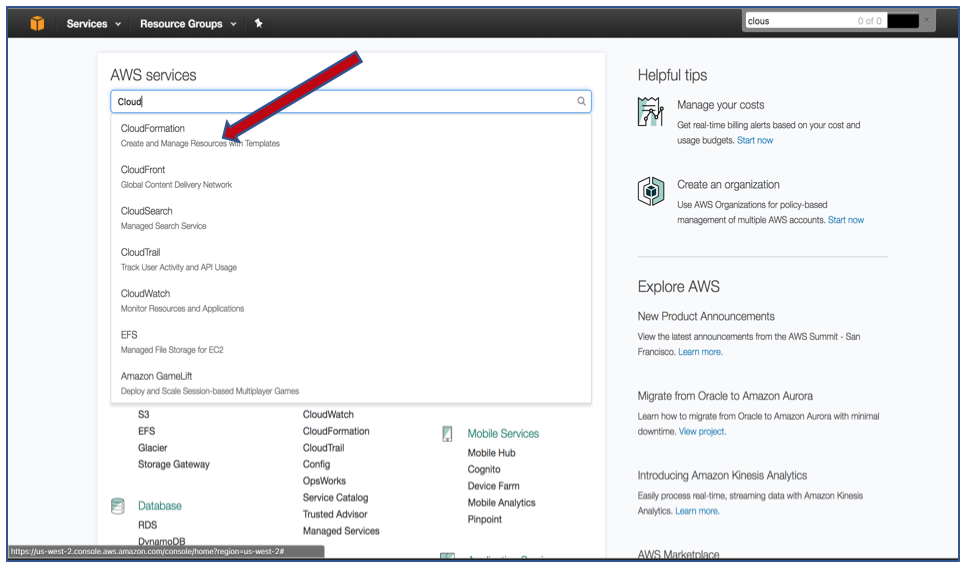 Services
Resource Groups
clous
0 of 0
×
AWS services
Cloud
CloudFormation
Create and Manage Resources with Templates
CloudFront
Global Content Delivery Network
CloudSearch
Managed Search Service
CloudTrail
Track User Activity and API Usage
CloudWatch
Monitor Resources and Applications
EFS
Managed File Storage for EC2
Amazon GameLift
Deploy and Scale Session-based Multiplayer Games
S3
EFS
Glacier
Storage Gateway
Database
RDS
DynamoDB
CloudWatch
CloudFormation
CloudTrail
Config
OpsWorks
Service Catalog
Trusted Advisor
Managed Services
Mobile Services
Mobile Hub
Cognito
Device Farm
Mobile Analytics
Pinpoint
Helpful tips
Manage your costs
Get real-time billing alerts based on your cost and
usage budgets. Start now
Create an organization
Use AWS Organizations for policy-based
management of multiple AWS accounts. Start now
Explore AWS
New Product Announcements
View the latest announcements from the AWS Summit - San
Francisco. Learn more.
Migrate from Oracle to Amazon Aurora
Learn how to migrate from Oracle to Amazon Aurora with minimal
downtime. View project.
Introducing Amazon Kinesis Analytics
Easily process real-time, streaming data with Amazon Kinesis
Analytics. Learn more.
AWS Marketplace
https://us-west-2.console.aws.amazon.com/console/home?region=us-west-2#